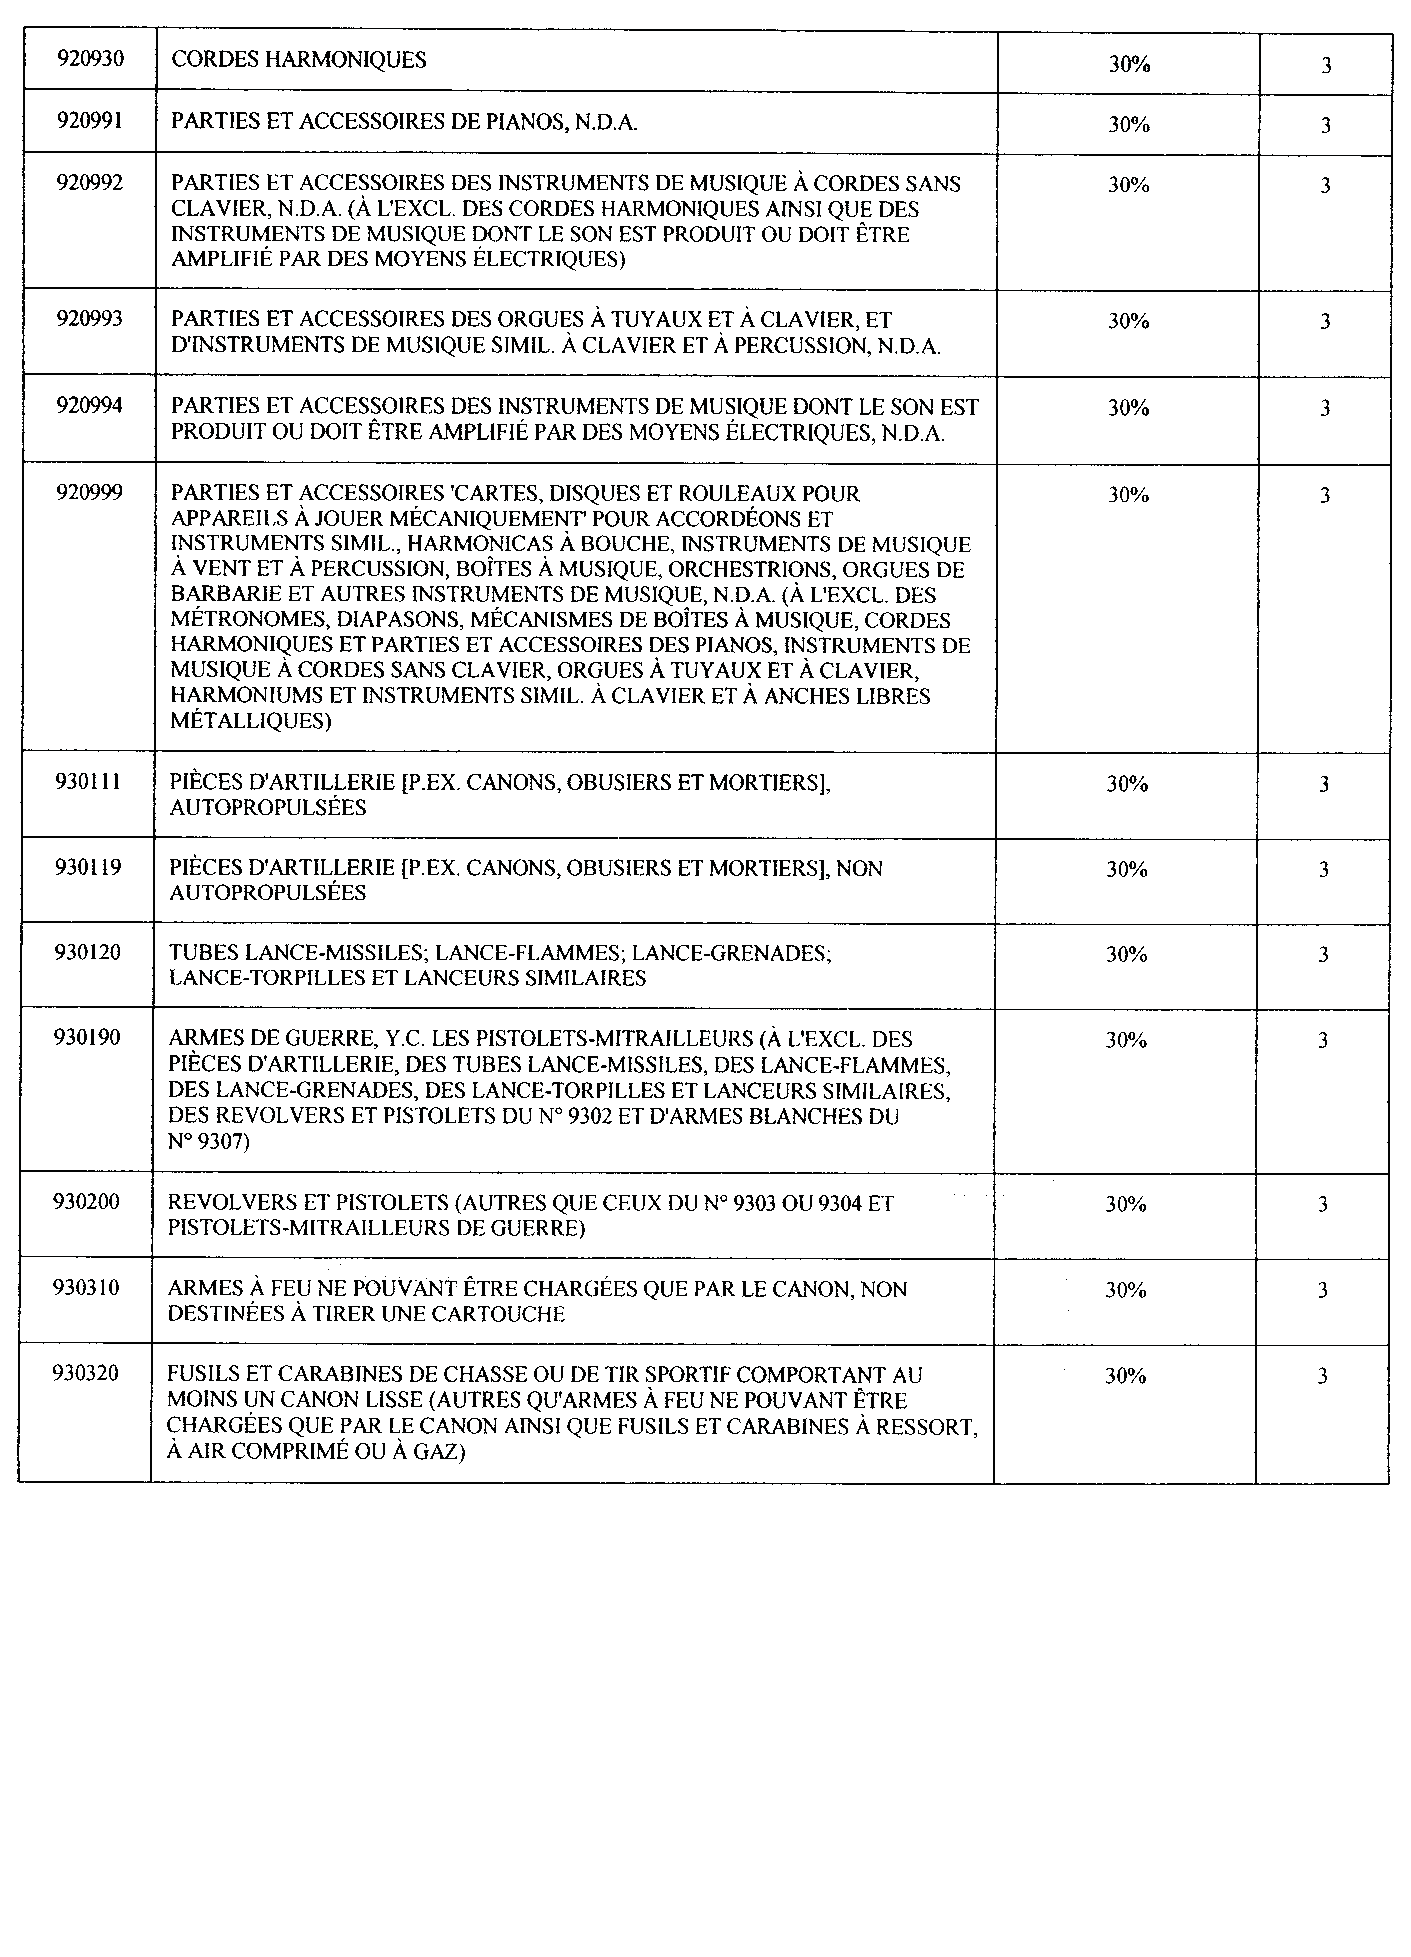 920930 CORDES HARMONIQUES 30% 3
920991 PARTIES ET ACCESSOIRES DE PIANOS, N.D.A. 30% 3
920992 PARTIES ET ACCESSOIRES DES INSTRUMENTS DE MUSIQUE À CORDES SANS 30% 3
CLAVIER, N.D.A. (À L'EXCL. DES CORDES HARMONIQUES AINSI QUE DES
INSTRUMENTS DE MUSIQUE DONT LE SON EST PRODUIT OU DOIT ÊTRE
AMPLIFIÉ PAR DES MOYENS ÉLECTRIQUES)
920993 PARTIES ET ACCESSOIRES DES ORGUES À TUYAUX ET À CLAVIER, ET 30% 3
D'INSTRUMENTS DE MUSIQUE SIMIL. À CLAVIER ET À PERCUSSION, N.D.A.
920994 PARTIES ET ACCESSOIRES DES INSTRUMENTS DE MUSIQUE DONT LE SON EST 30% 3
PRODUIT OU DOIT ÊTRE AMPLIFIÉ PAR DES MOYENS ÉLECTRIQUES, N.D.A.
920999 PARTIES ET ACCESSOIRES 'CARTES, DISQUES ET ROULEAUX POUR 30% 3
APPAREILS À JOUER MÉCANIQUEMENT' POUR ACCORDÉONS ET
INSTRUMENTS SIMIL., HARMONICAS À BOUCHE, INSTRUMENTS DE MUSIQUE
À VENT ET À PERCUSSION, BOÎTES À MUSIQUE, ORCHESTRIONS, ORGUES DE
BARBARIE ET AUTRES INSTRUMENTS DE MUSIQUE, N.D.A. (À L'EXCL. DES
MÉTRONOMES, DIAPASONS, MÉCANISMES DE BOÎTES À MUSIQUE, CORDES
HARMONIQUES ET PARTIES ET ACCESSOIRES DES PIANOS, INSTRUMENTS DE
MUSIQUE À CORDES SANS CLAVIER, ORGUES À TUYAUX ET À CLAVIER,
HARMONIUMS ET INSTRUMENTS SIMIL. À CLAVIER ET À ANCHES LIBRES
MÉTALLIQUES)
930111 PIÈCES D'ARTILLERIE [P.EX. CANONS, OBUSIERS ET MORTIERS], 30% 3
AUTOPROPULSÉES
930119 PIÈCES D'ARTILLERIE [P.EX. CANONS, OBUSIERS ET MORTIERS], NON 30% 3
AUTOPROPULSÉES
930120 TUBES LANCE-MISSILES; LANCE-FLAMMES; LANCE-GRENADES; 30% 3
LANCE-TORPILLES ET LANCEURS SIMILAIRES
930190 ARMES DE GUERRE, Y.C. LES PISTOLETS-MITRAILLEURS (À L'EXCL. DES 30% 3
PIÈCES D'ARTILLERIE, DES TUBES LANCE-MISSILES, DES LANCE-FLAMMES,
DES LANCE-GRENADES, DES LANCE-TORPILLES ET LANCEURS SIMILAIRES,
DES REVOLVERS ET PISTOLETS DU N° 9302 ET D'ARMES BLANCHES DU
N° 9307)
930200 REVOLVERS ET PISTOLETS (AUTRES QUE CEUX DU N° 9303 OU 9304 ET 30% 3
PISTOLETS-MITRAILLEURS DE GUERRE)
930310 ARMES À FEU NE POUVANT ÊTRE CHARGÉES QUE PAR LE CANON, NON 30% 3
DESTINÉES À TIRER UNE CARTOUCHE
930320 FUSILS ET CARABINES DE CHASSE OU DE TIR SPORTIF COMPORTANT AU 30% 3
MOINS UN CANON LISSE (AUTRES QU'ARMES À FEU NE POUVANT ÊTRE
CHARGÉES QUE PAR LE CANON AINSI QUE FUSILS ET CARABINES À RESSORT,
À AIR COMPRIMÉ OU À GAZ)